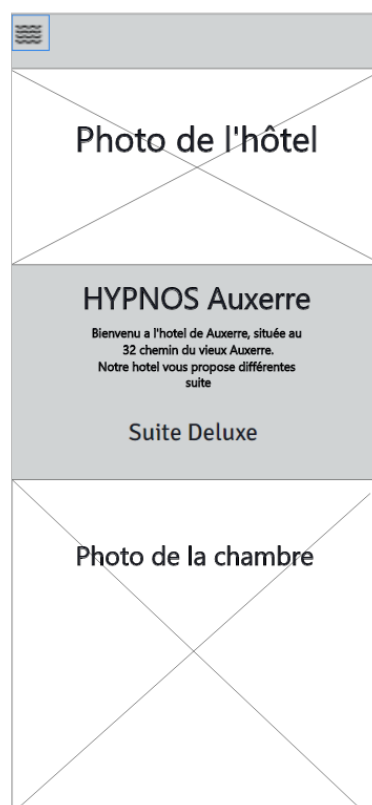 Photo de l'hôtel
HYPNOS Auxerre
Bienvenu a l'hotel de Auxerre, située au
32 chemin du vieux Auxerre.
Notre hotel vous propose différentes
suite
Suite Deluxe
Photo de la chambre